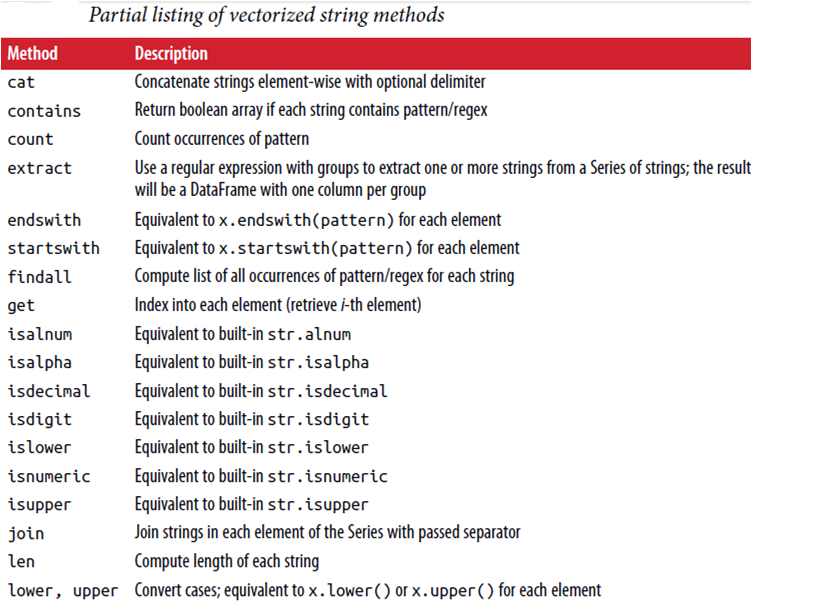 Partial listing of vectorized string methods
Method Description
cat Concatenate strings element-wise with optional delimiter
contains Return boolean array if each string contains pattern/regex
count Count occurrences of pattern
extract Use a regular expression with groups to extract one or more strings from a Series of strings; the result
will be a DataFrame with one column per group
endswith Equivalent to x.endswith(pattern) for each element
startswith Equivalent to x.startswith(pattern) for each element
findall Compute list of all occurrences of pattern/regex for each string
get Index into each element (retrieve i-th element)
isalnum Equivalent to built-in str.alnum
isalpha Equivalent to built-in str.isalpha
isdecimal Equivalent to built-in str.isdecimal
isdigit Equivalent to built-in str.isdigit
islower Equivalent to built-in str.islower
isnumeric Equivalent to built-in str.isnumeric
isupper Equivalent to built-in str.isupper
join Join strings in each element of the Series with passed separator
len Compute length of each string
lower, upper Convert cases; equivalent to x.lower() or x.upper() for each element